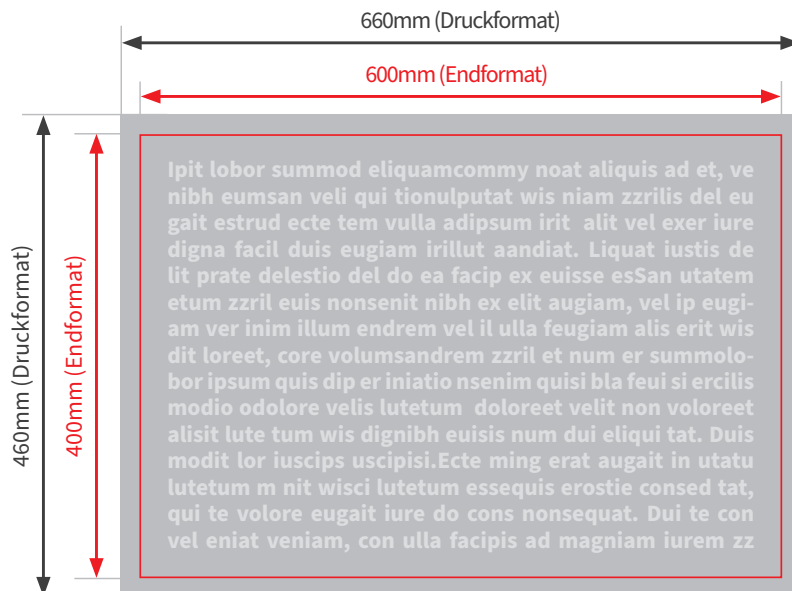 660mm (Druckformat)
600mm (Endformat)
460mm (Druckformat)
400mm (Endformat)
Ipit lobor summod eliquamcommy noat aliquis ad et, ve
nibh eumsan veli qui tionulputat wis niam zzrilis del eu
gait estrud ecte tem vulla adipsum irit  alit vel exer iure
digna facil duis eugiam irillut aandiat. Liquat iustis de
lit prate delestio del do ea facip ex euisse esSan utatem
etum zzril euis nonsenit nibh ex elit augiam, vel ip eugi-
am ver inim illum endrem vel il ulla feugiam alis erit wis
dit loreet, core volumsandrem zzril et num er summolo-
bor ipsum quis dip er iniatio nsenim quisi bla feui si ercilis
modio odolore velis lutetum  doloreet velit non voloreet
alisit lute tum wis dignibh euisis num dui eliqui tat. Duis
modit lor iuscips uscipisi.Ecte ming erat augait in utatu
lutetum m nit wisci lutetum essequis erostie consed tat,
qui te volore eugait iure do cons nonsequat. Dui te con
vel eniat veniam, con ulla facipis ad magniam iurem zz